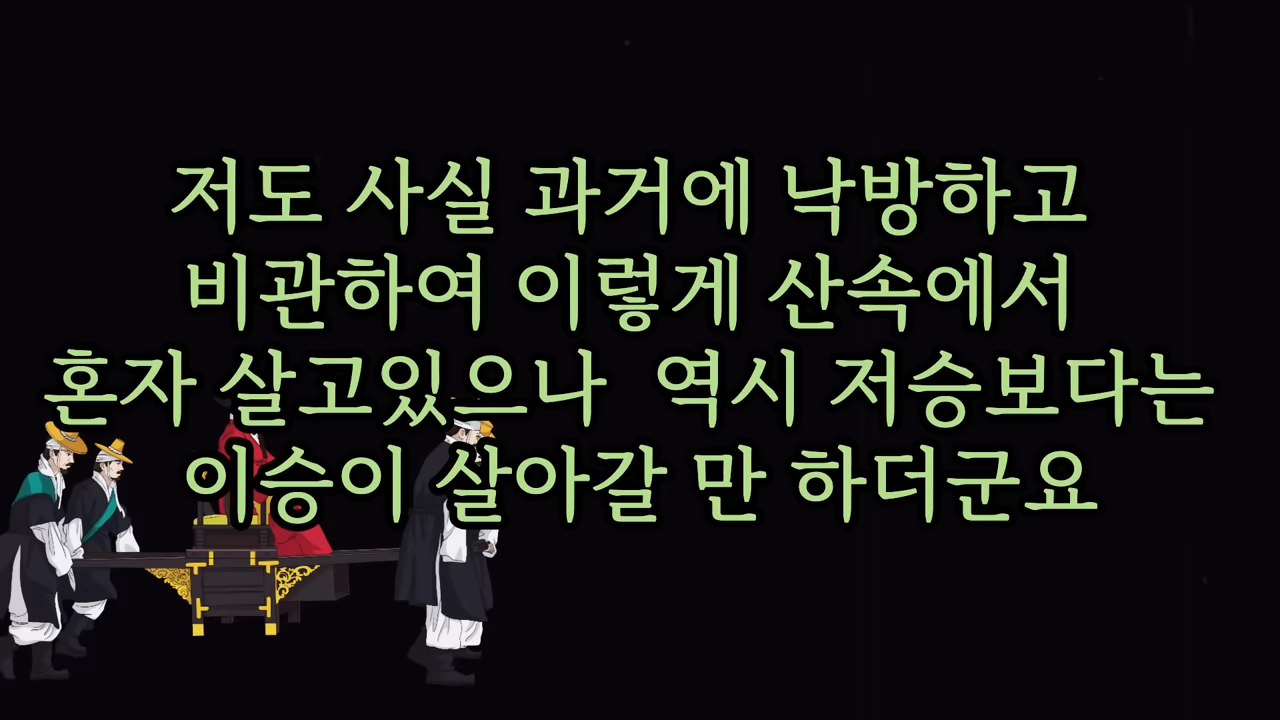 저도 사실 과거에 낙방하고
비관하여 이렇게 산속에서
혼자 살고있으나  역시 저승보다는
이승이 살아갈 만 하더군요